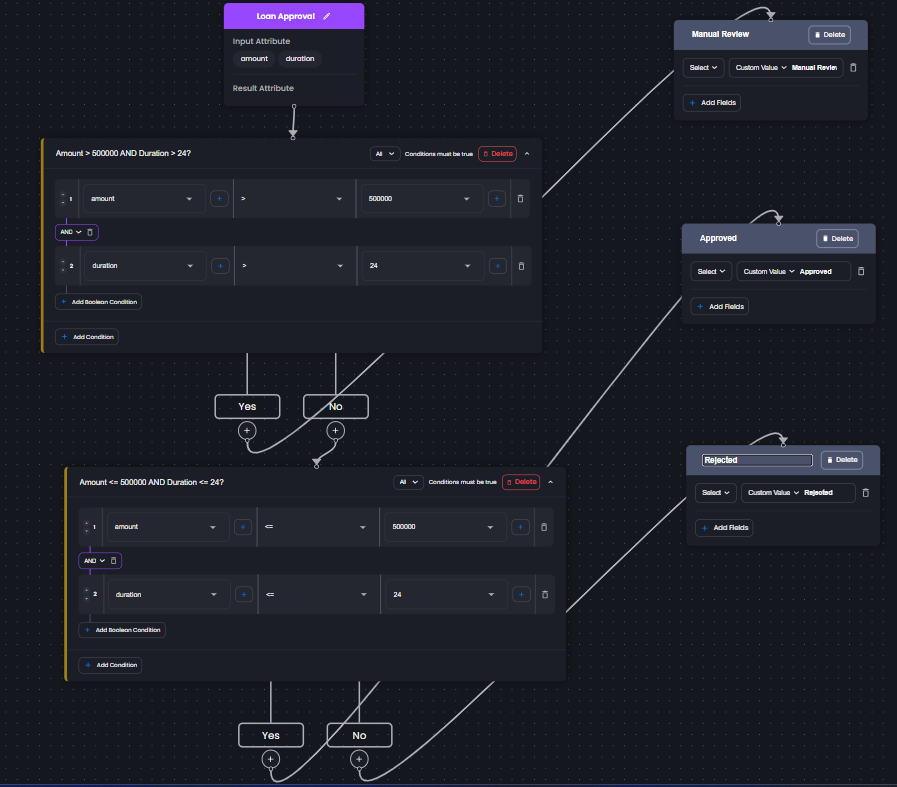 Loan Approval
Input Attribute
amount duration
Result Attribute
Manual Review Delete
Select Custom Value Manual Review
+ Add Fields
Amount > 500000 AND Duration > 24? All Conditions must be true Delete
1 amount + > 500000 +
AND
2 duration + > 24 +
+ Add Boolean Condition
+ Add Condition
Approved Delete
Select Custom Value Approved
+ Add Fields
Yes No
+ +
Rejected Delete
Select Custom Value Rejected
+ Add Fields
Amount <= 500000 AND Duration <= 24? All Conditions must be true Delete
1 amount + <= 500000 +
AND
2 duration + <= 24 +
+ Add Boolean Condition
+ Add Condition
Yes No
+ +